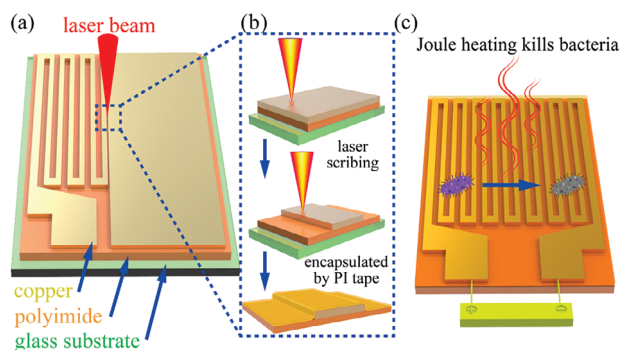 (a)
laser beam
copper
polyimide
glass substrate
(b)
laser
scribing
encapsulated
by PI tape
(c)
Joule heating kills bacteria